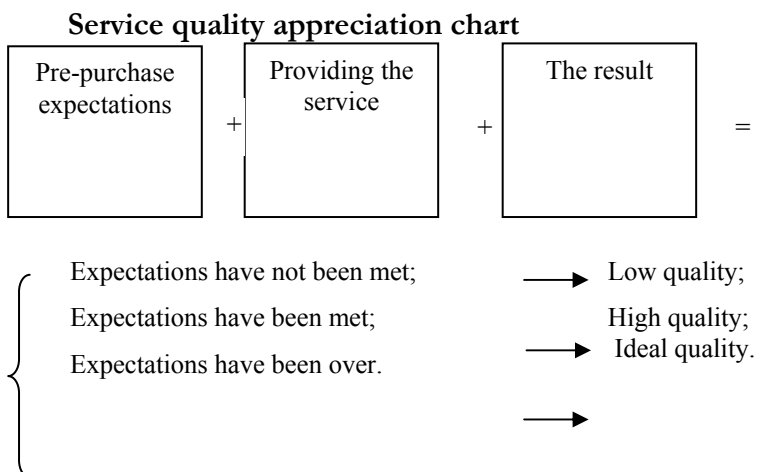 Service quality appreciation chart
Pre-purchase
expectations
+
Providing the
service
+
The result
=
Expectations have not been met;
Low quality;
Expectations have been met;
High quality;
Expectations have been over.
Ideal quality.